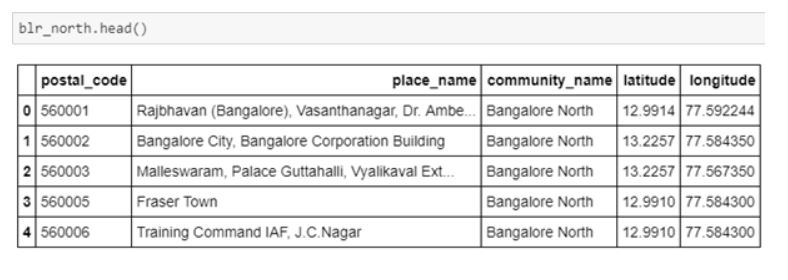 blr_north.head()
postal_code place_name community_name latitude longitude
0 560001 Rajbhavan (Bangalore), Vasanthanagar, Dr. Ambe... Bangalore North 12.9914 77.592244
1 560002 Bangalore City, Bangalore Corporation Building Bangalore North 13.2257 77.584350
2 560003 Malleswaram, Palace Guttahalli, Vyalikaval Ext... Bangalore North 13.2257 77.567350
3 560005 Fraser Town Bangalore North 12.9910 77.584300
4 560006 Training Command IAF, J.C.Nagar Bangalore North 12.9910 77.584300